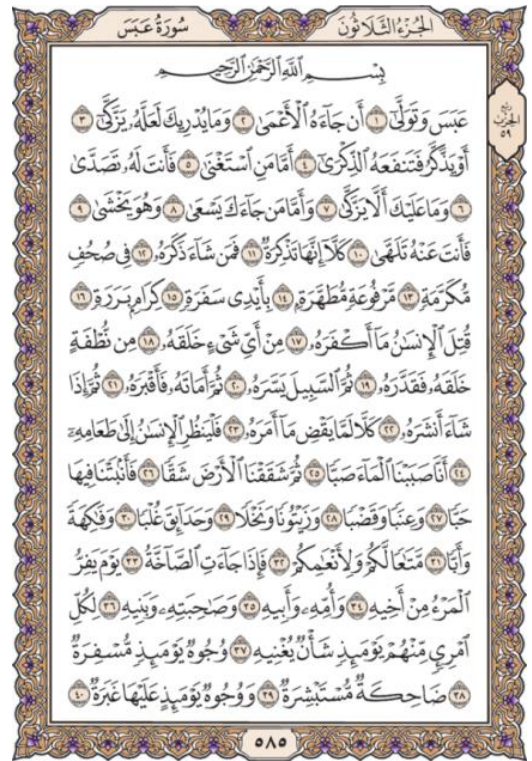 الجُزْءُ الثَّلَاثُونَ
سُورَةُ عَبَسَ
رُبْع
الحِزْب
٥٩
بِسْمِ ٱللَّهِ ٱلرَّحْمَٰنِ ٱلرَّحِيمِ
عَبَسَ وَتَوَلَّىٰٓ ١ أَن جَآءَهُ ٱلْأَعْمَىٰ ٢ وَمَا يُدْرِيكَ لَعَلَّهُۥ يَزَّكَّىٰٓ ٣
أَوْ يَذَّكَّرُ فَتَنفَعَهُ ٱلذِّكْرَىٰٓ ٤ أَمَّا مَنِ ٱسْتَغْنَىٰ ٥ فَأَنتَ لَهُۥ تَصَدَّىٰ
٦ وَمَا عَلَيْكَ أَلَّا يَزَّكَّىٰ ٧ وَأَمَّا مَن جَآءَكَ يَسْعَىٰ ٨ وَهُوَ يَخْشَىٰ ٩
فَأَنتَ عَنْهُ تَلَهَّىٰ ١٠ كَلَّآ إِنَّهَا تَذْكِرَةٌ ١١ فَمَن شَآءَ ذَكَرَهُۥ ١٢ فِى صُحُفٍ
مُّكَرَّمَةٍ ١٣ مَّرْفُوعَةٍ مُّطَهَّرَةٍۭ ١٤ بِأَيْدِى سَفَرَةٍ ١٥ كِرَامٍۭ بَرَرَةٍ ١٦
قُتِلَ ٱلْإِنسَٰنُ مَآ أَكْفَرَهُۥ ١٧ مِنْ أَىِّ شَىْءٍ خَلَقَهُۥ ١٨ مِن نُّطْفَةٍ
خَلَقَهُۥ فَقَدَّرَهُۥ ١٩ ثُمَّ ٱلسَّبِيلَ يَسَّرَهُۥ ٢٠ ثُمَّ أَمَاتَهُۥ فَأَقْبَرَهُۥ ٢١ ثُمَّ إِذَا
شَآءَ أَنشَرَهُۥ ٢٢ كَلَّا لَمَّا يَقْضِ مَآ أَمَرَهُۥ ٢٣ فَلْيَنظُرِ ٱلْإِنسَٰنُ إِلَىٰ طَعَامِهِۦٓ
٢٤ أَنَّا صَبَبْنَا ٱلْمَآءَ صَبًّا ٢٥ ثُمَّ شَقَقْنَا ٱلْأَرْضَ شَقًّا ٢٦ فَأَنۢبَتْنَا فِيهَا
حَبًّا ٢٧ وَعِنَبًا وَقَضْبًا ٢٨ وَزَيْتُونًا وَنَخْلًا ٢٩ وَحَدَآئِقَ غُلْبًا ٣٠ وَفَٰكِهَةً
وَأَبًّا ٣١ مَّتَٰعًا لَّكُمْ وَلِأَنْعَٰمِكُمْ ٣٢ فَإِذَا جَآءَتِ ٱلصَّآخَّةُ ٣٣ يَوْمَ يَفِرُّ
ٱلْمَرْءُ مِنْ أَخِيهِ ٣٤ وَأُمِّهِۦ وَأَبِيهِ ٣٥ وَصَٰحِبَتِهِۦ وَبَنِيهِ ٣٦ لِكُلِّ
ٱمْرِئٍ مِّنْهُمْ يَوْمَئِذٍ شَأْنٌ يُغْنِيهِ ٣٧ وُجُوهٌ يَوْمَئِذٍ مُّسْفِرَةٌ
٣٨ ضَاحِكَةٌ مُّسْتَبْشِرَةٌ ٣٩ وَوُجُوهٌ يَوْمَئِذٍ عَلَيْهَا غَبَرَةٌ ٤٠
٥٨٥